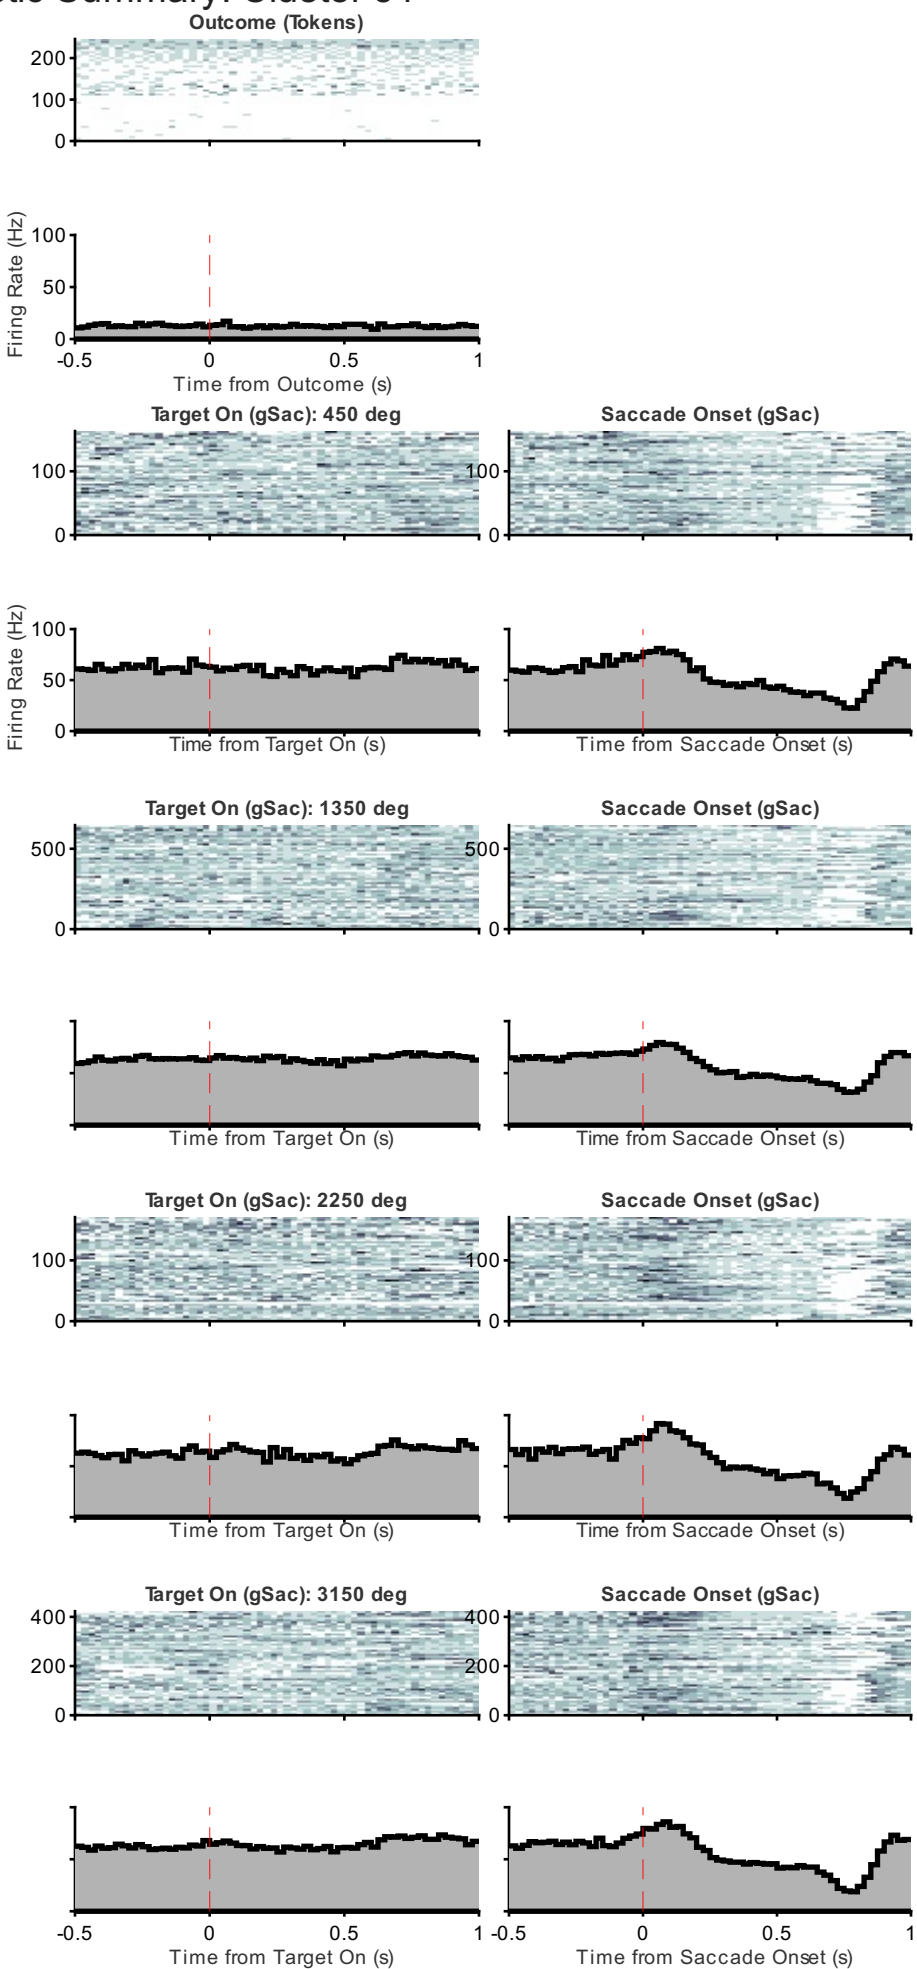 Summary: Cluster
Outcome (Tokens)
200
100
0
Firing Rate (Hz)
100
50
0
-0.5 0 0.5 1
Time from Outcome (s)
Target On (gSac): 450 deg Saccade Onset (gSac)
100 100
0 0
Firing Rate (Hz)
100
50
0
Time from Target On (s) Time from Saccade Onset (s)
Target On (gSac): 1350 deg Saccade Onset (gSac)
500 500
0 0
Time from Target On (s) Time from Saccade Onset (s)
Target On (gSac): 2250 deg Saccade Onset (gSac)
100 100
0 0
Time from Target On (s) Time from Saccade Onset (s)
Target On (gSac): 3150 deg Saccade Onset (gSac)
400 400
200 200
0 0
-0.5 0 0.5 1 -0.5 0 0.5 1
Time from Target On (s) Time from Saccade Onset (s)